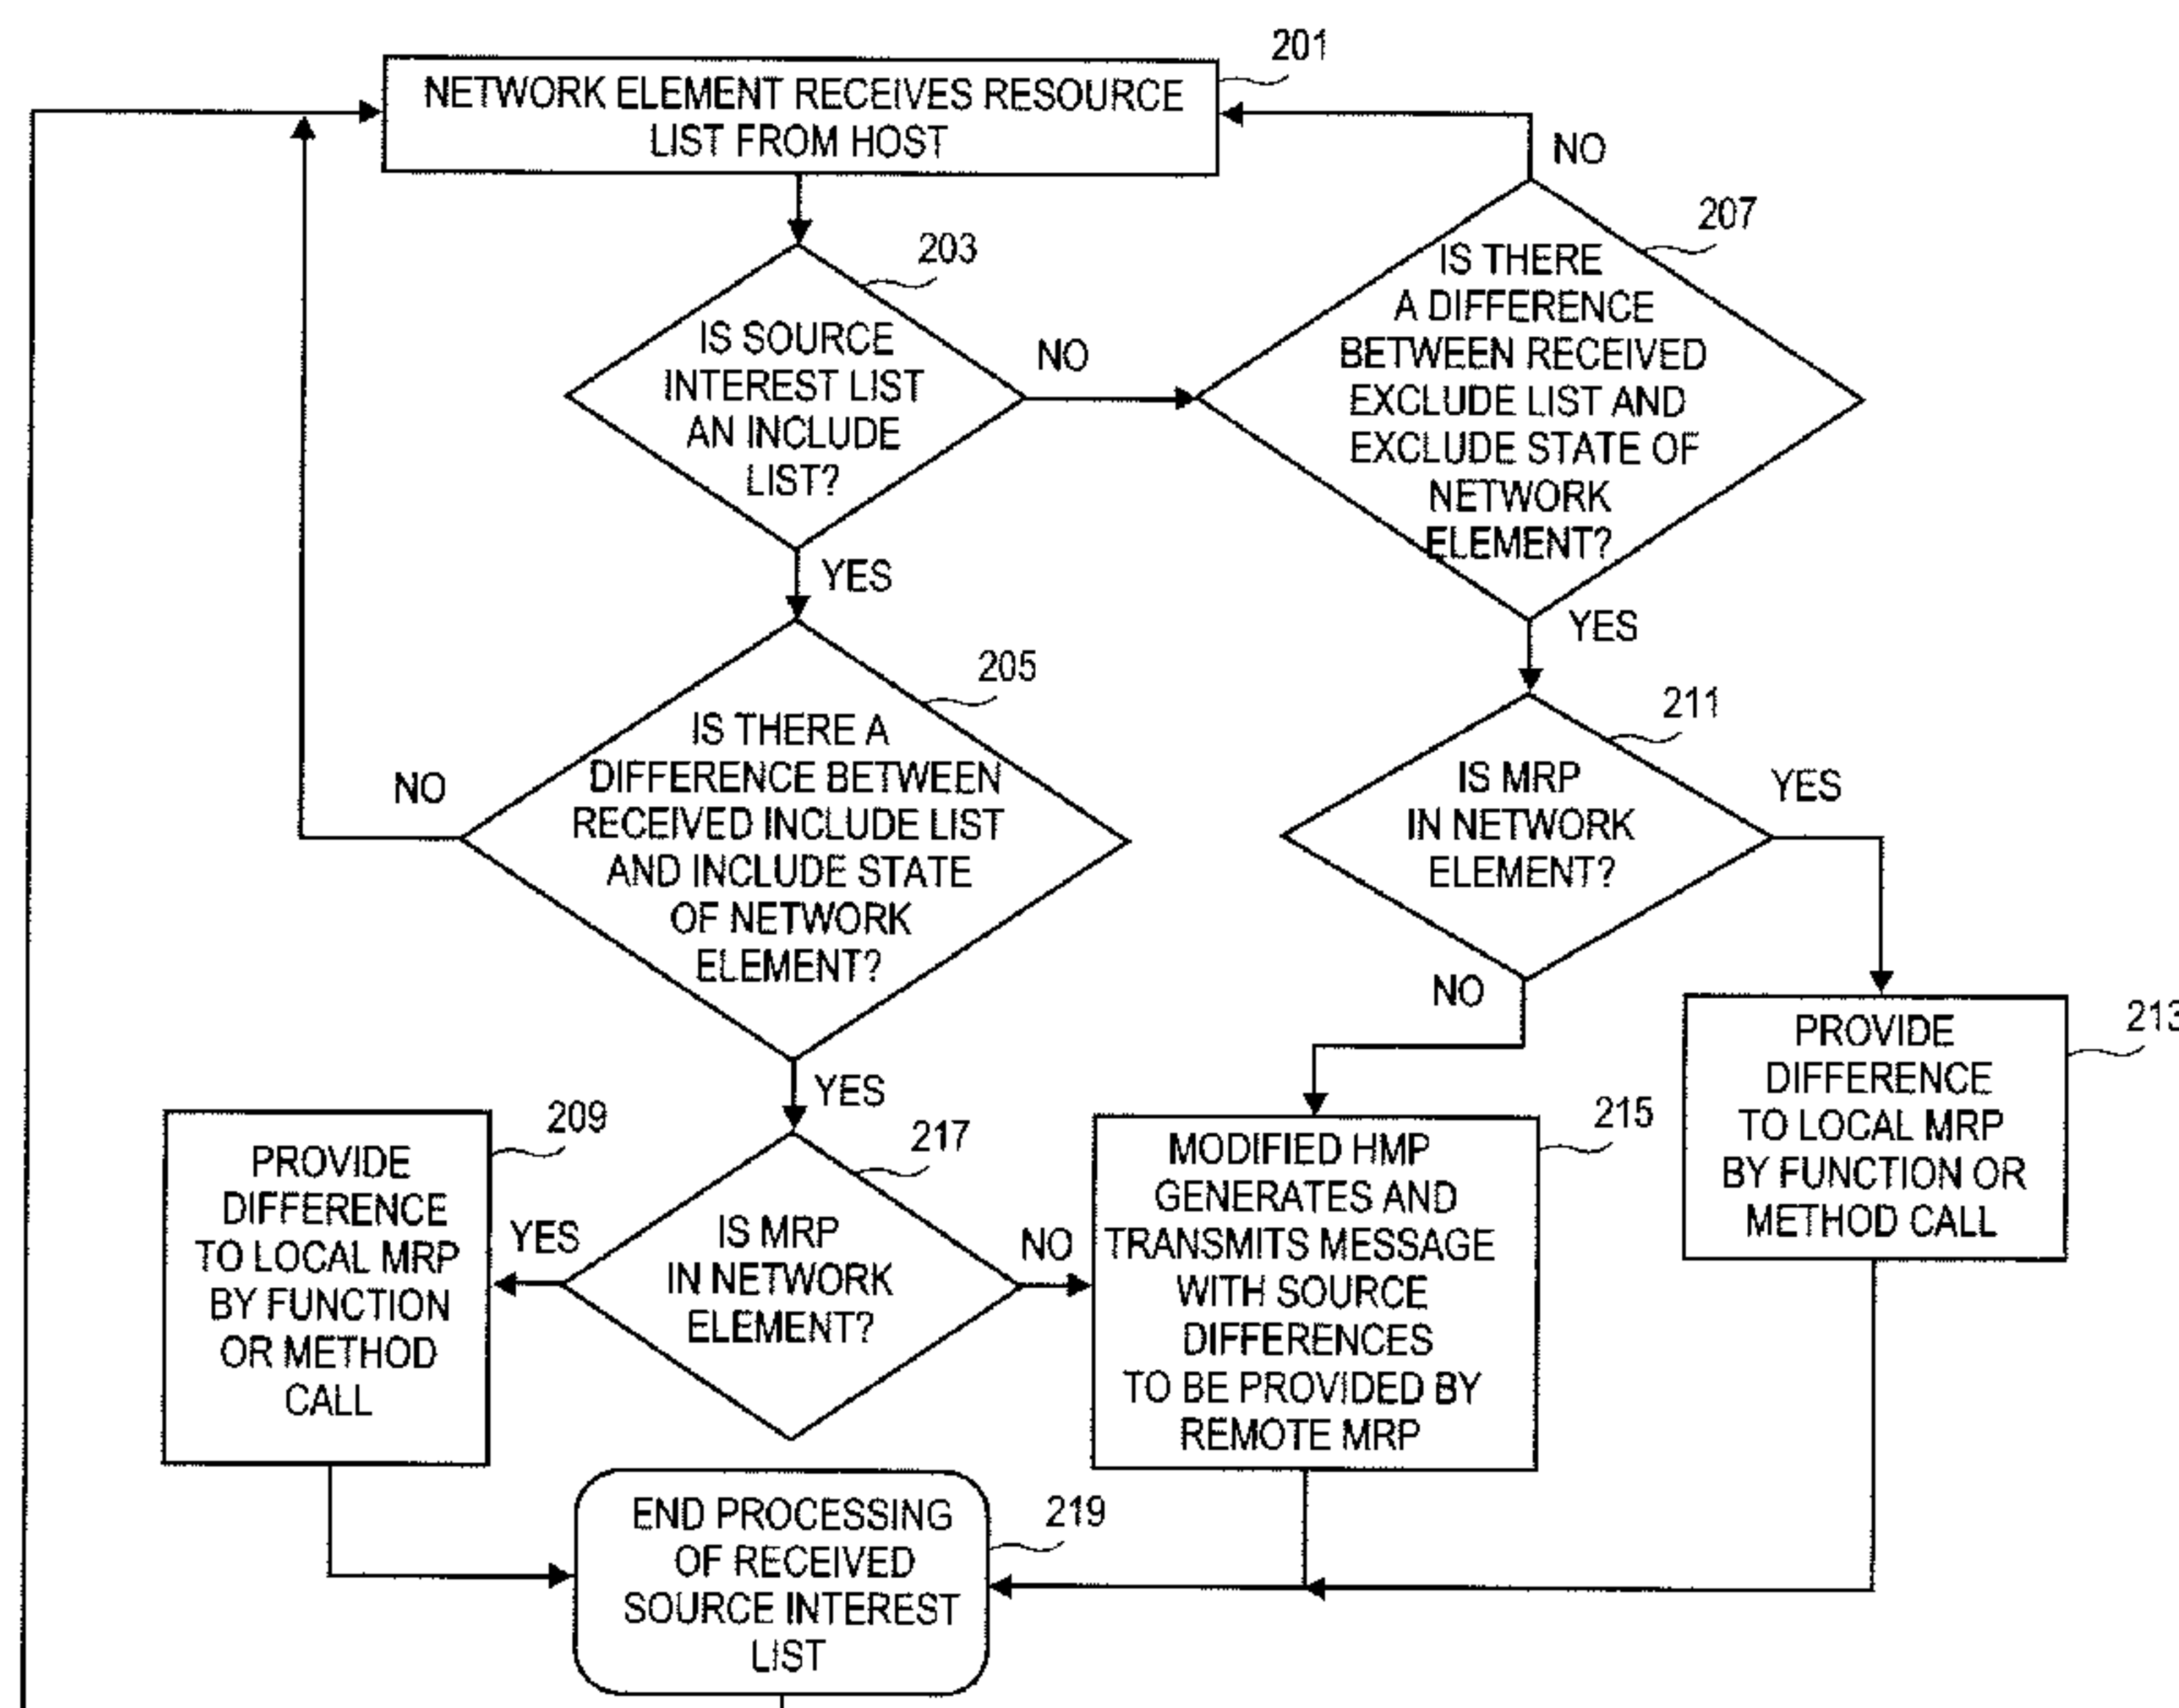 201
NETWORK ELEMENT RECEIVES RESOURCE
LIST FROM HOST
NO
203
207
IS SOURCE
INTEREST LIST
AN INCLUDE
LIST?
NO
IS THERE
A DIFFERENCE
BETWEEN RECEIVED
EXCLUDE LIST AND
EXCLUDE STATE OF
NETWORK
ELEMENT?
YES
YES
205
211
IS THERE A
DIFFERENCE BETWEEN
RECEIVED INCLUDE LIST
AND INCLUDE STATE
OF NETWORK
ELEMENT?
NO
IS MRP
IN NETWORK
ELEMENT?
YES
NO
213
PROVIDE
DIFFERENCE
TO LOCAL MRP
BY FUNCTION OR
METHOD CALL
YES
209
PROVIDE
DIFFERENCE
TO LOCAL MRP
BY FUNCTION
OR METHOD
CALL
217
YES
IS MRP
IN NETWORK
ELEMENT?
NO
215
MODIFIED HMP
GENERATES AND
TRANSMITS MESSAGE
WITH SOURCE
DIFFERENCES
TO BE PROVIDED BY
REMOTE MRP
219
END PROCESSING
OF RECEIVED
SOURCE INTEREST
LIST